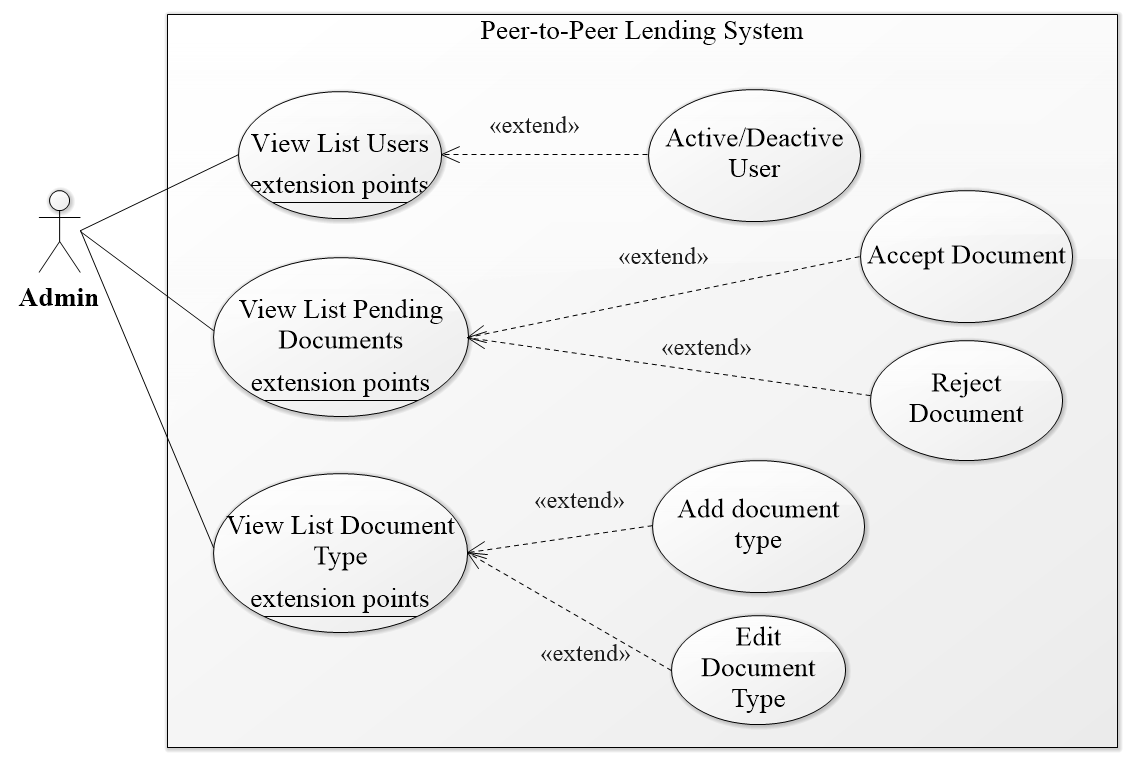 Peer-to-Peer Lending System
View List Users
extension points
«extend»
Active/Deactive
User
Admin
View List Pending
Documents
extension points
«extend»
Accept Document
«extend»
Reject
Document
View List Document
Type
extension points
«extend»
Add document
type
«extend»
Edit
Document
Type